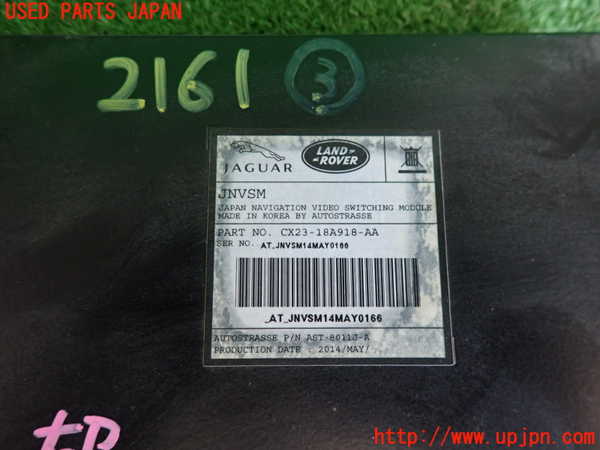 USED PARTS JAPAN
2161 3
JAGUAR
LAND ROVER
JNVSM
JAPAN NAVIGATION VIDEO SWITCHING MODULE
MADE IN KOREA BY AUTOSTRASSE
PART NO. CX23-18A918-AA
SER NO. AT_JNVSM14MAY0166
_AT_JNVSM14MAY0166
AUTOSTRASSE P/N AST-8011J-A
PRODUCTION DATE : 2014/MAY/
http://www.upjpn.com/